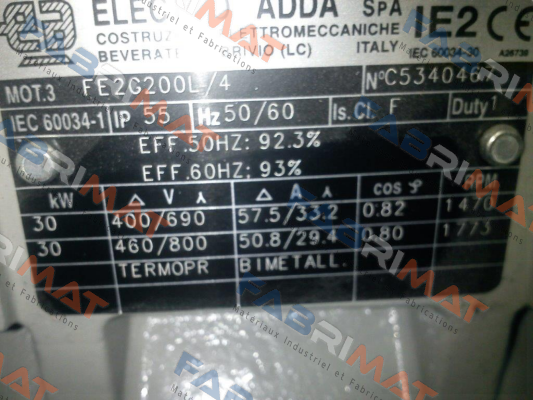 ELEC ADDA SPA
COSTRUZ ETTROMECCANICHE
BEVERATE RIVIO (LC) ITALY
IE2 CE
IEC 60034-30
MOT.3 FE2G200L /4 N°C534046
IEC 60034-1 IP 55 Hz 50/60 Is.Cl. F Duty 1
EFF.50HZ: 92.3%
EFF.60HZ: 93%
kW Δ V Y Δ A Y cos φ RPM
30 400/690 57.5/33.2 0.82 1470
30 460/800 50.8/29.4 0.80 1773
TERMOPR BIMETALL.
FABRIMAT
Matériaux Industriel et Fabrications